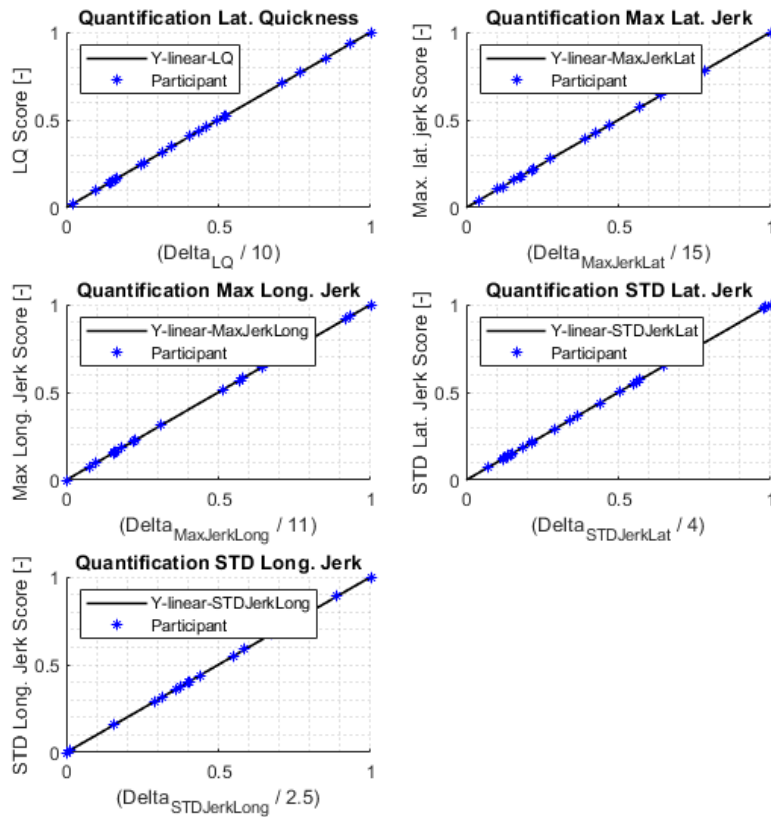 Quantification Lat. Quickness
LQ Score [-]
1
0.5
0
Y-linear-LQ
Participant
0 0.5 1
(Delta_LQ / 10)
Quantification Max Lat. Jerk
Max. lat. jerk Score [-]
1
0.5
0
Y-linear-MaxJerkLat
Participant
0 0.5 1
(Delta_MaxJerkLat / 15)
Quantification Max Long. Jerk
Max Long. Jerk Score [-]
1
0.5
0
Y-linear-MaxJerkLong
Participant
0 0.5 1
(Delta_MaxJerkLong / 11)
Quantification STD Lat. Jerk
STD Lat. Jerk Score [-]
1
0.5
0
Y-linear-STDJerkLat
Participant
0 0.5 1
(Delta_STDJerkLat / 4)
Quantification STD Long. Jerk
STD Long. Jerk Score [-]
1
0.5
0
Y-linear-STDJerkLong
Participant
0 0.5 1
(Delta_STDJerkLong / 2.5)